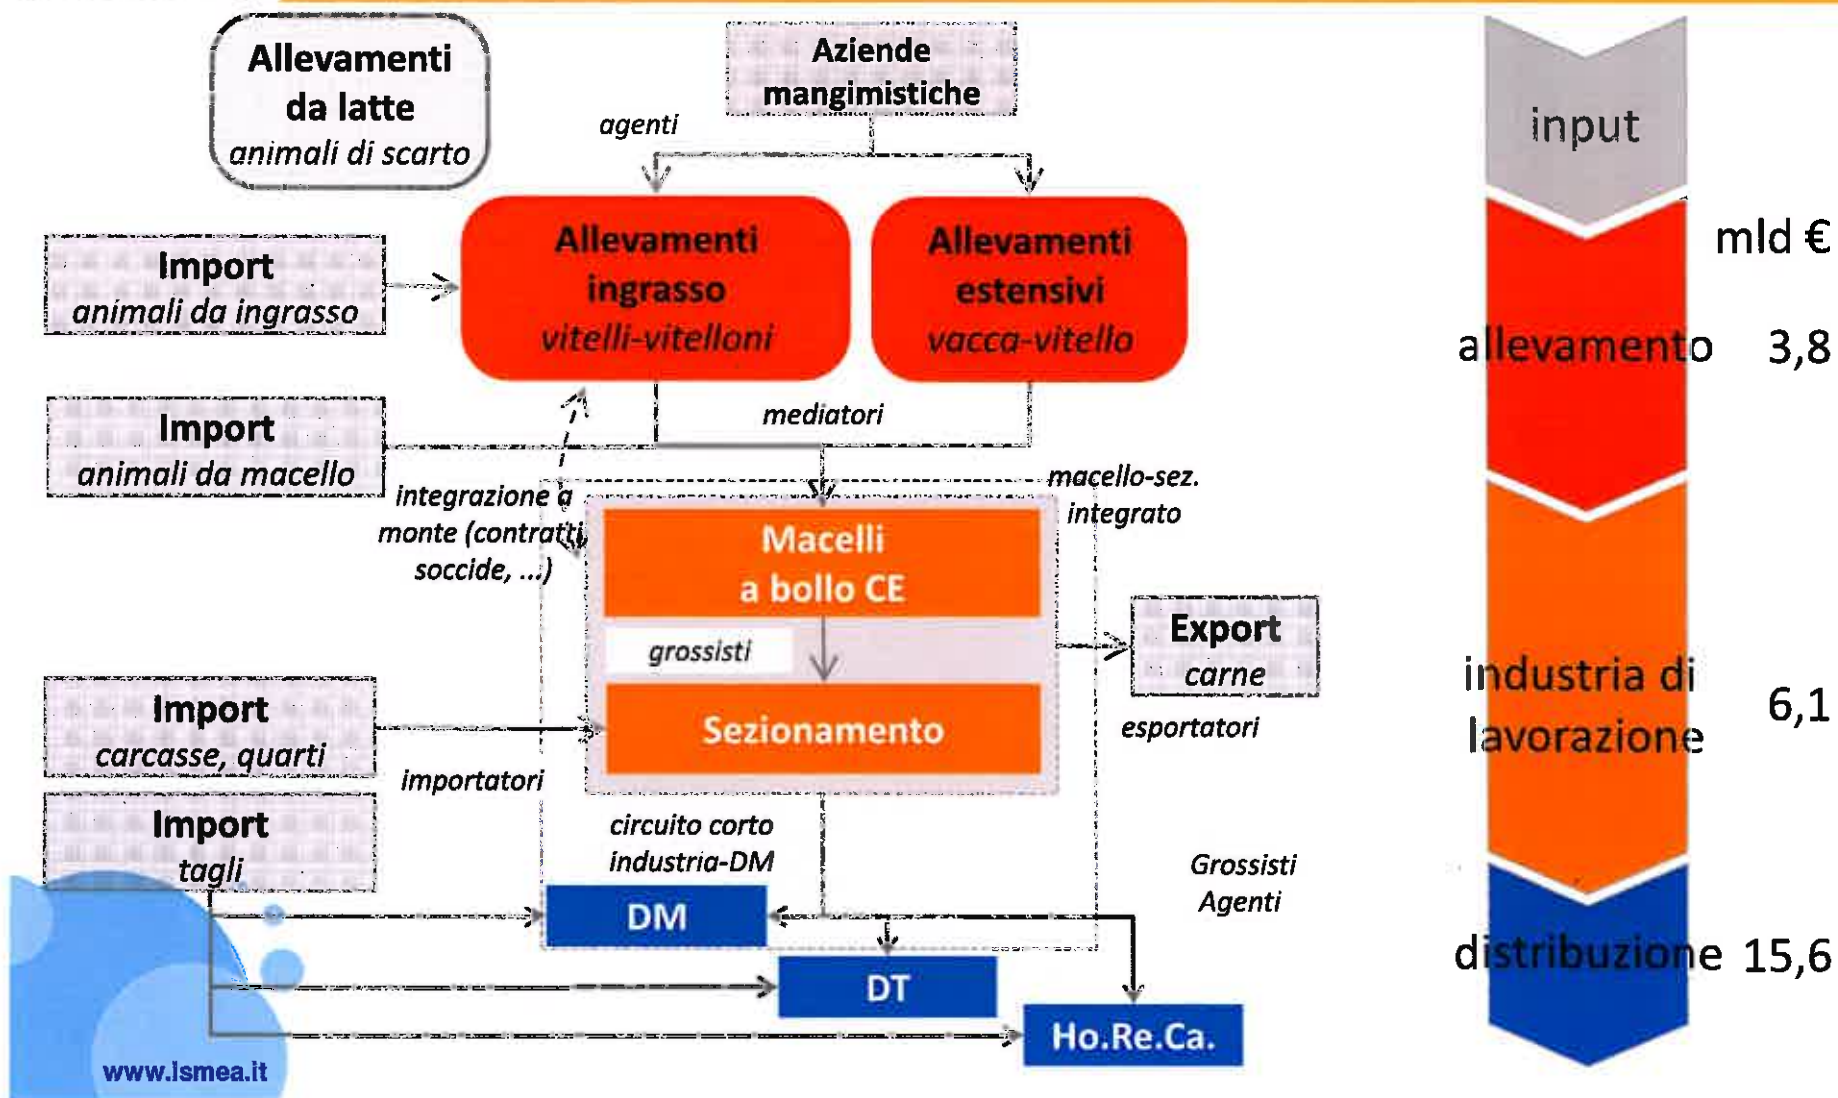 Allevamenti
da latte
animali di scarto
Aziende
mangimistiche
agenti
input
Allevamenti
ingrasso
vitelli-vitelloni
Allevamenti
estensivi
vacca-vitello
mld €
Import
animali da ingrasso
allevamento 3,8
mediatori
Import
animali da macello
integrazione a
monte (contratti,
soccide, ...)
macello-sez.
integrato
Macelli
a bollo CE
grossisti
Sezionamento
Export
carne
esportatori
industria di
lavorazione
6,1
Import
carcasse, quarti
importatori
Import
tagli
circuito corto
industria-DM
Grossisti
Agenti
DM
DT
Ho.Re.Ca.
distribuzione 15,6
www.ismea.it